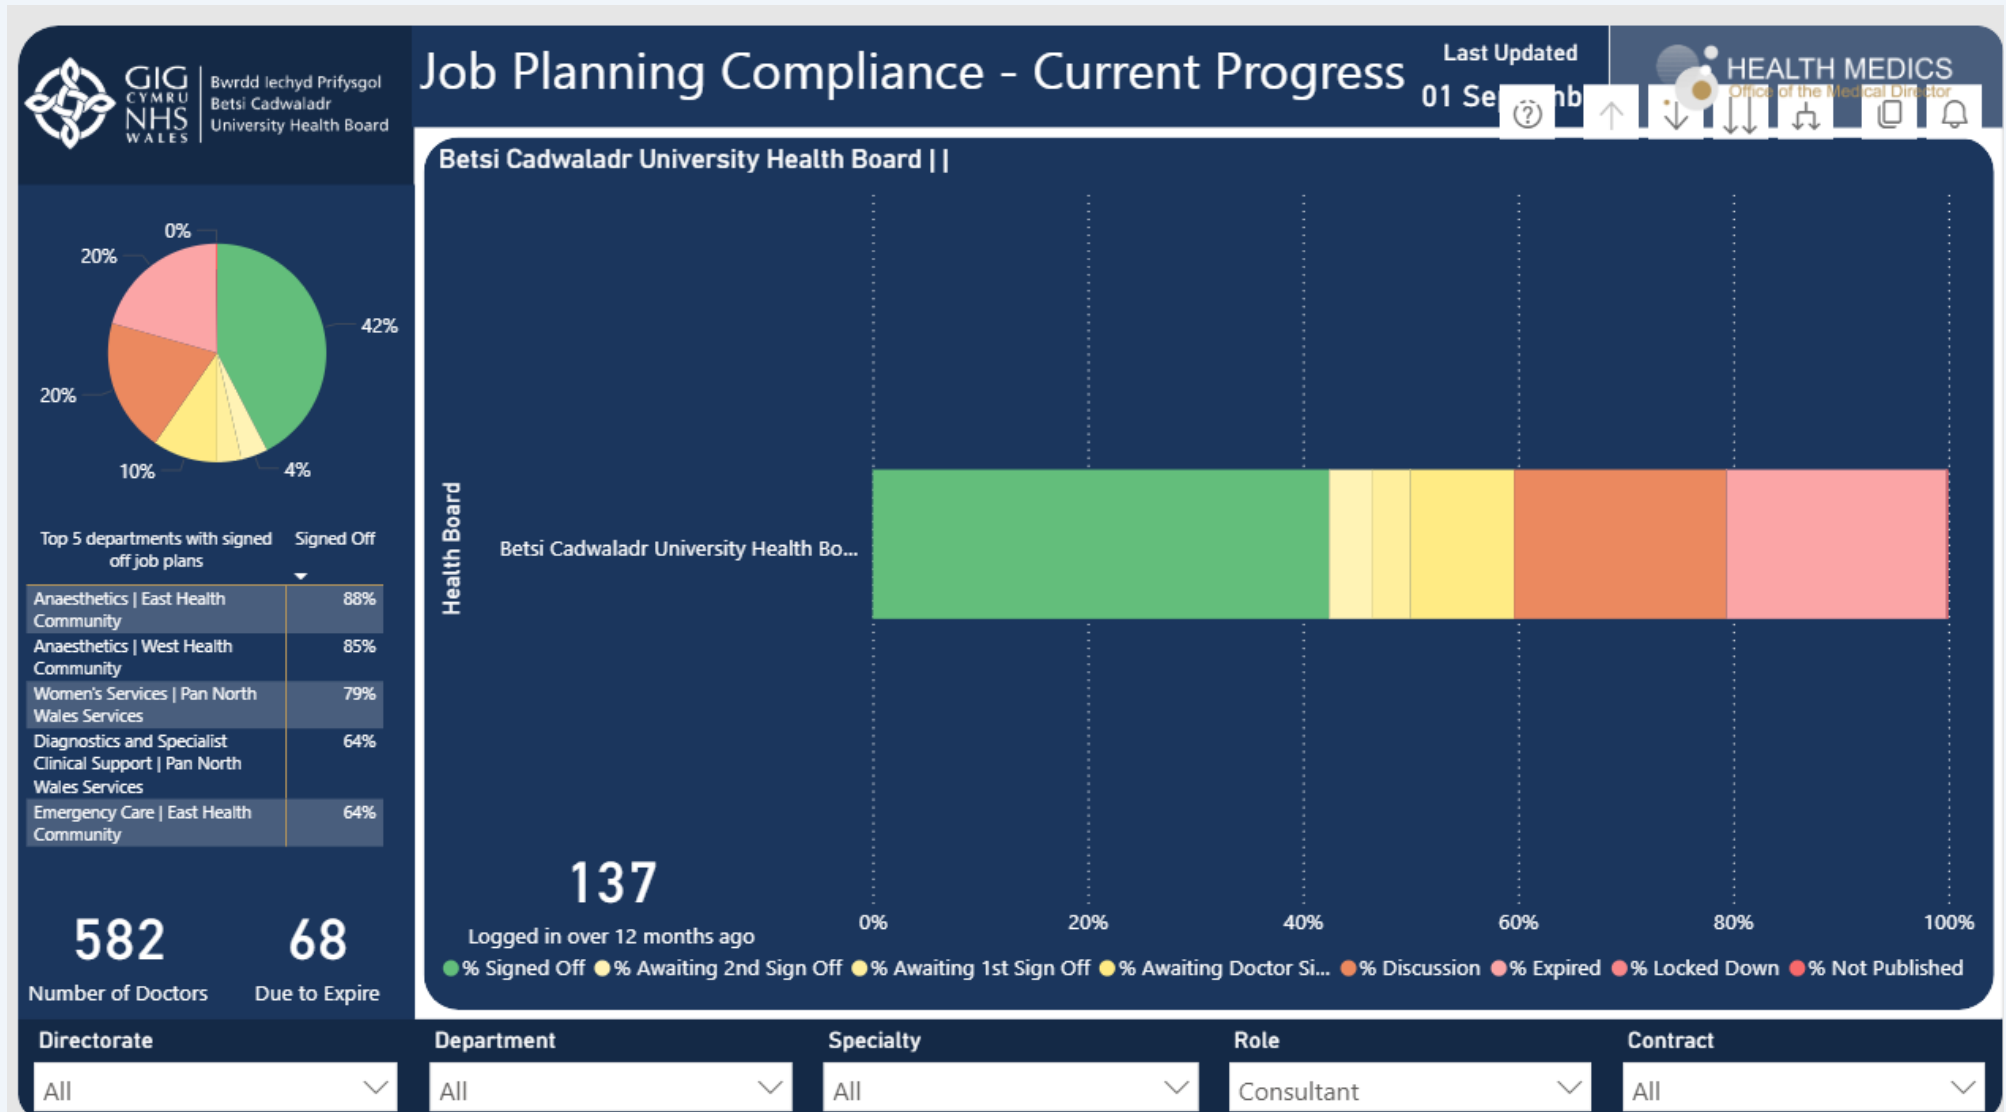 GIG
CYMRU
NHS
WALES
Bwrdd Iechyd Prifysgol
Betsi Cadwaladr
University Health Board
Job Planning Compliance - Current Progress
Last Updated
01
HEALTH MEDICS
Office of the Medical Director
Betsi Cadwaladr University Health Board | |
0%
20%
42%
20%
10%
4%
Top 5 departments with signed
off job plans
Signed Off
Anaesthetics | East Health
Community
88%
Anaesthetics | West Health
Community
85%
Women's Services | Pan North
Wales Services
79%
Diagnostics and Specialist
Clinical Support | Pan North
Wales Services
64%
Emergency Care | East Health
Community
64%
582
Number of Doctors
68
Due to Expire
Health Board
Betsi Cadwaladr University Health Bo...
137
Logged in over 12 months ago
0%
20%
40%
60%
80%
100%
% Signed Off
% Awaiting 2nd Sign Off
% Awaiting 1st Sign Off
% Awaiting Doctor Si...
% Discussion
% Expired
% Locked Down
% Not Published
Directorate
All
Department
All
Specialty
All
Role
Consultant
Contract
All